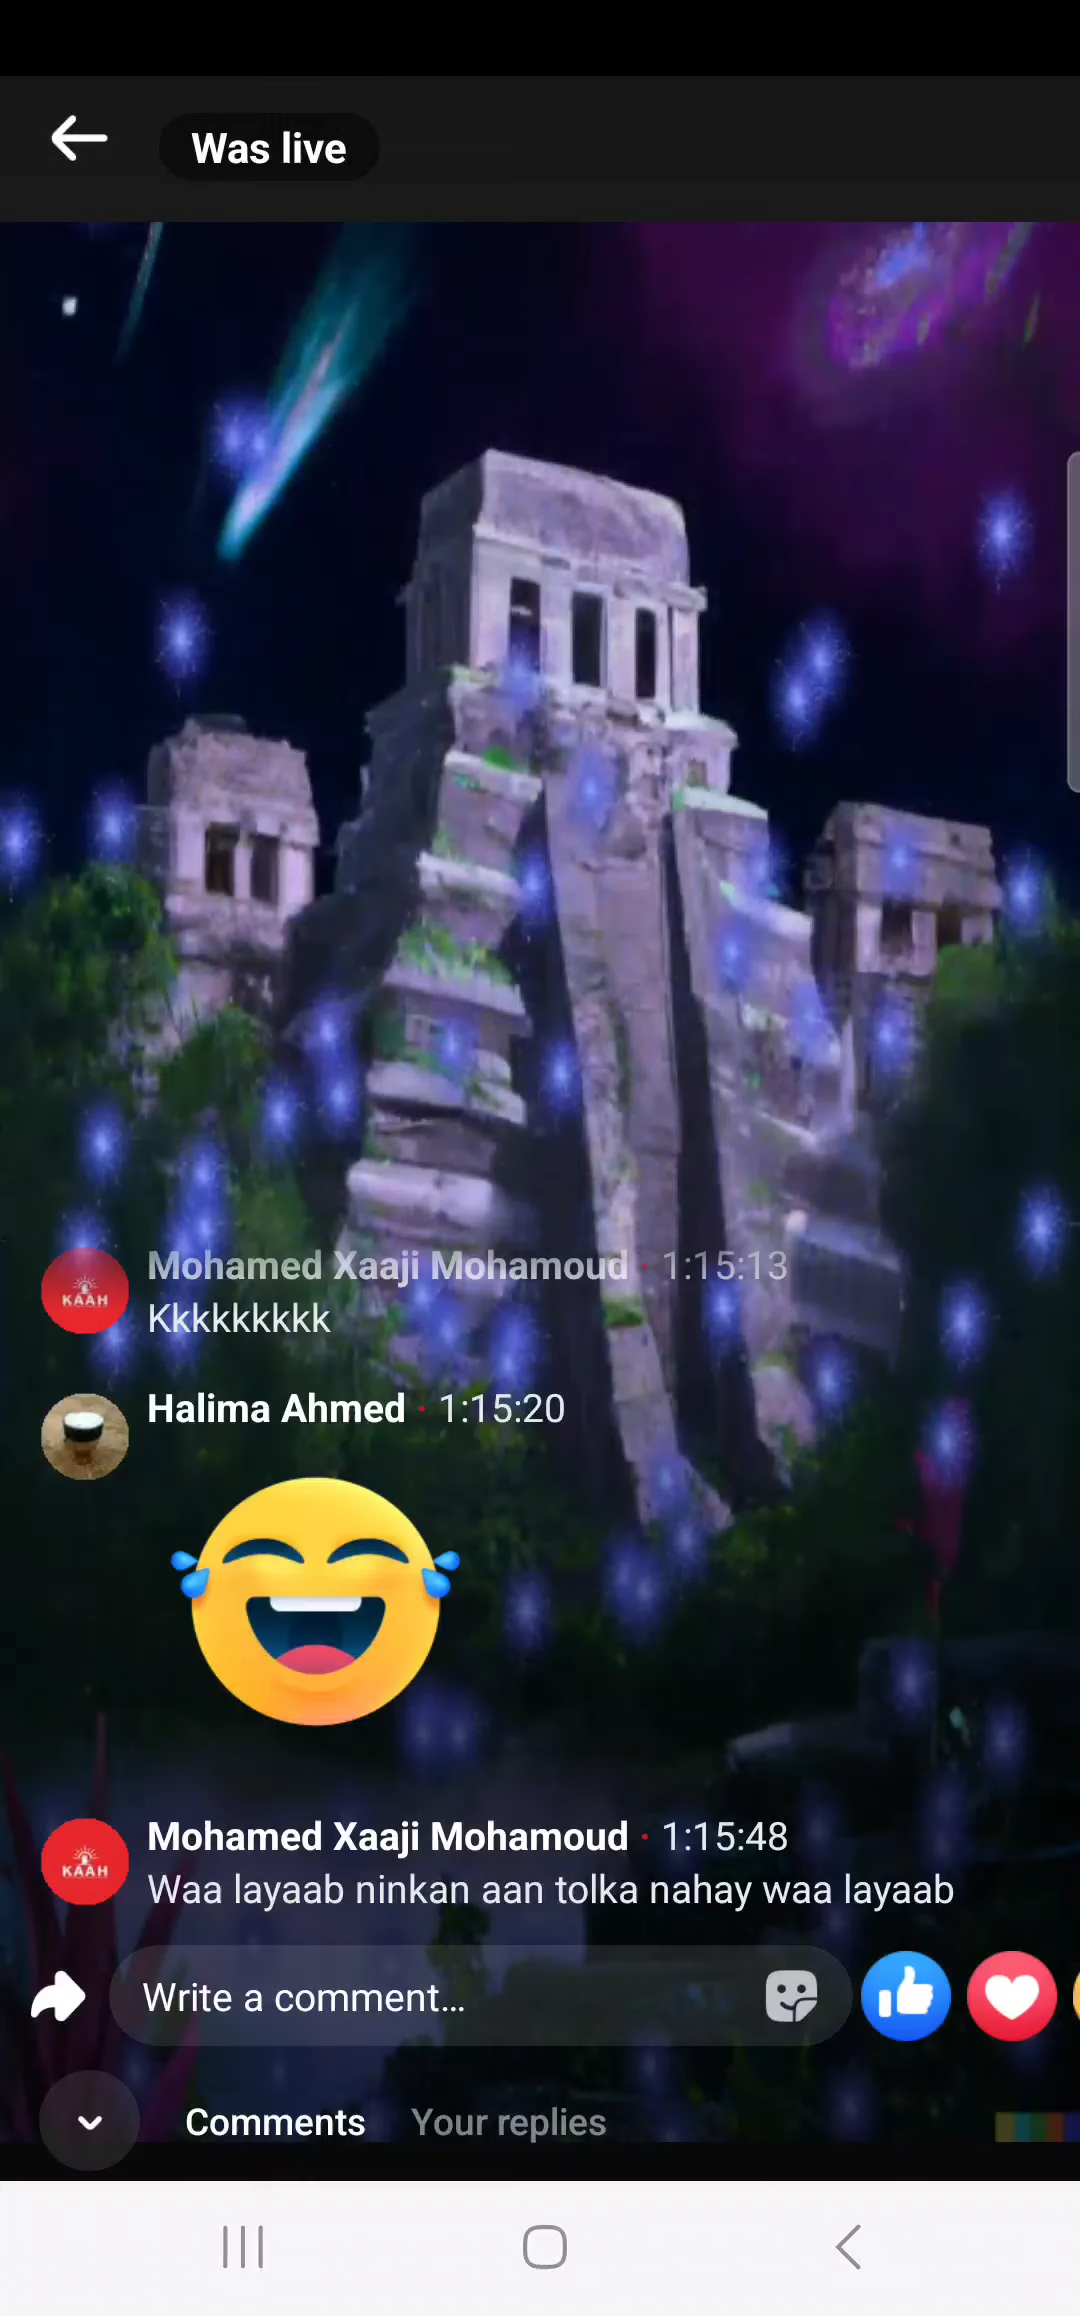 Was live
Mohamed Xaaji Mohamoud · 1:15:13
KAAH
Kkkkkkkkk
Halima Ahmed · 1:15:20
Mohamed Xaaji Mohamoud · 1:15:48
KAAH
Waa layaab ninkan aan tolka nahay waa layaab
Write a comment...
Comments Your replies